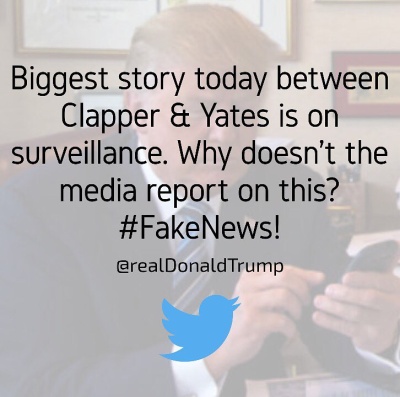 Biggest story today between
Clapper & Yates is on
surveillance. Why doesn't the
media report on this?
#FakeNews!
@realDonaldTrump